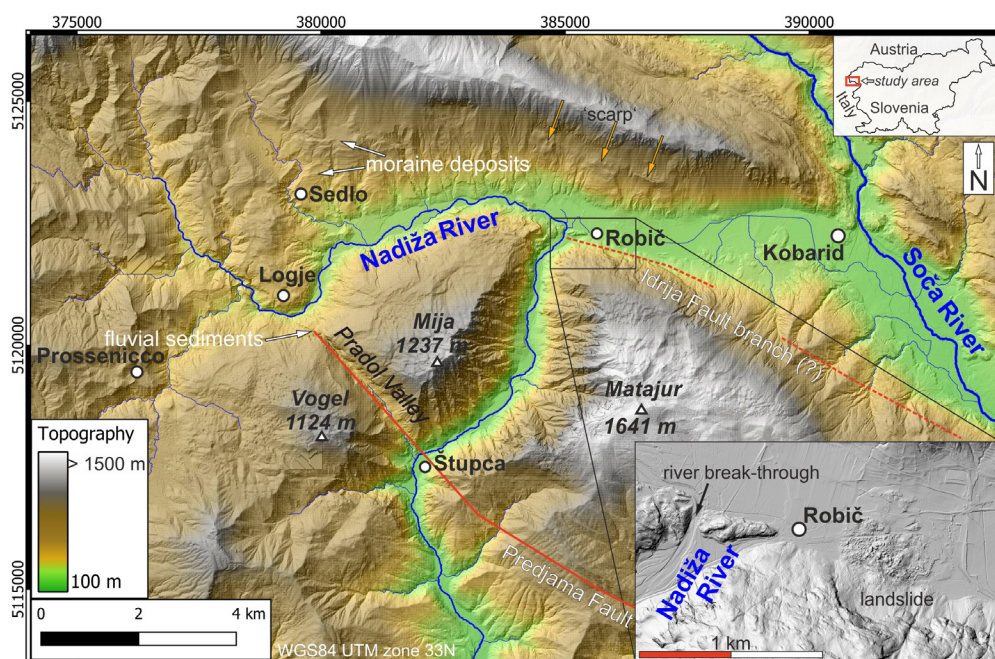 375000
380000
385000
390000
5125000
5120000
5115000
Austria
study area
Italy
Slovenia
N
'scarp'
moraine deposits
Sedlo
Nadiža River
Robič
Kobarid
Soča River
Logje
Idrija Fault branch (?)
fluvial sediments
Prossenicco
Pradol Valley
Mija
1237 m
Vogel
1124 m
Matajur
1641 m
Štupca
Predjama Fault
Topography
> 1500 m
100 m
0 2 4 km
WGS84 UTM zone 33N
river break-through
Robič
Nadiža
River
landslide
1 km